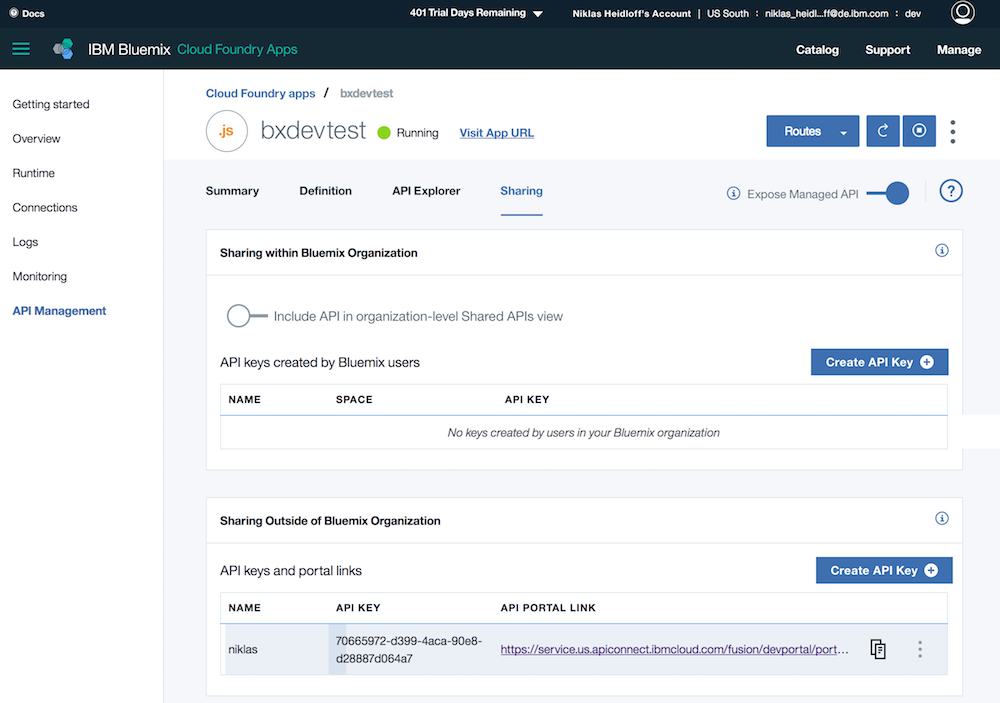 Docs
401 Trial Days Remaining
Niklas Heidloff's Account | US South : niklas_heidl...ff@de.ibm.com : dev
IBM Bluemix Cloud Foundry Apps
Catalog Support Manage
Getting started
Overview
Runtime
Connections
Logs
Monitoring
API Management
Cloud Foundry apps / bxdevtest
.js
bxdevtest
Running
Visit App URL
Routes
Summary Definition API Explorer Sharing
Expose Managed API
?
Sharing within Bluemix Organization
Include API in organization-level Shared APIs view
API keys created by Bluemix users
Create API Key
NAME SPACE API KEY
No keys created by users in your Bluemix organization
Sharing Outside of Bluemix Organization
API keys and portal links
Create API Key
NAME API KEY API PORTAL LINK
niklas
70665972-d399-4aca-90e8-
d28887d064a7
https://service.us.apiconnect.ibmcloud.com/fusion/devportal/port...